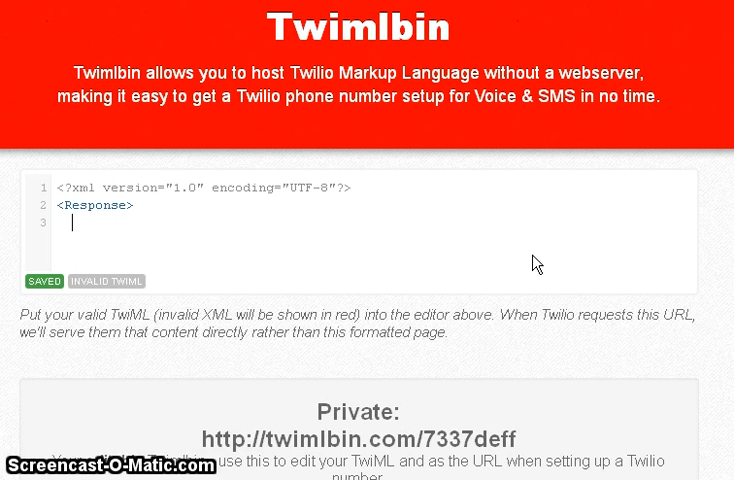 Twimlbin
Twimlbin allows you to host Twilio Markup Language without a webserver,
making it easy to get a Twilio phone number setup for Voice & SMS in no time.
1 <?xml version="1.0" encoding="UTF-8"?>
2 <Response>
3
SAVED INVALID TWIML
Put your valid TwiML (invalid XML will be shown in red) into the editor above. When Twilio requests this URL,
we'll serve them that content directly rather than this formatted page.
Private:
http://twimlbin.com/7337deff
use this to edit your TwiML and as the URL when setting up a Twilio
Screencast-O-Matic.com
number